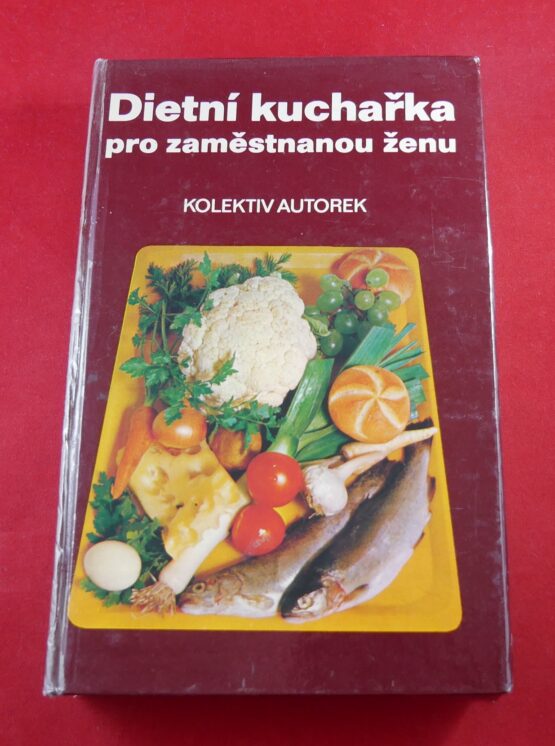 Dietní kuchařka
pro zaměstnanou ženu
KOLEKTIV AUTOREK